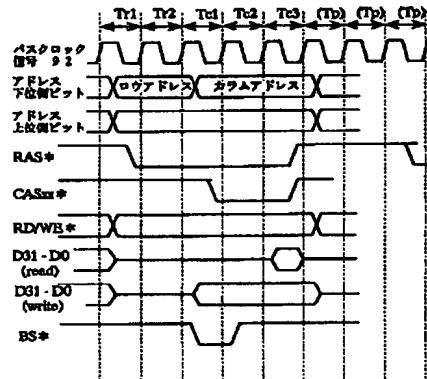 Tr1 Tr2 Tc1 Tc2 Tc3 (Tp) (Tp) (Tp)
バスクロック
信号 92
アドレス
下位側ビット
ロウアドレス カラムアドレス
アドレス
上位側ビット
RAS*
CASxx*
RD/WE*
D31 - D0
(read)
D31 - D0
(write)
BS*